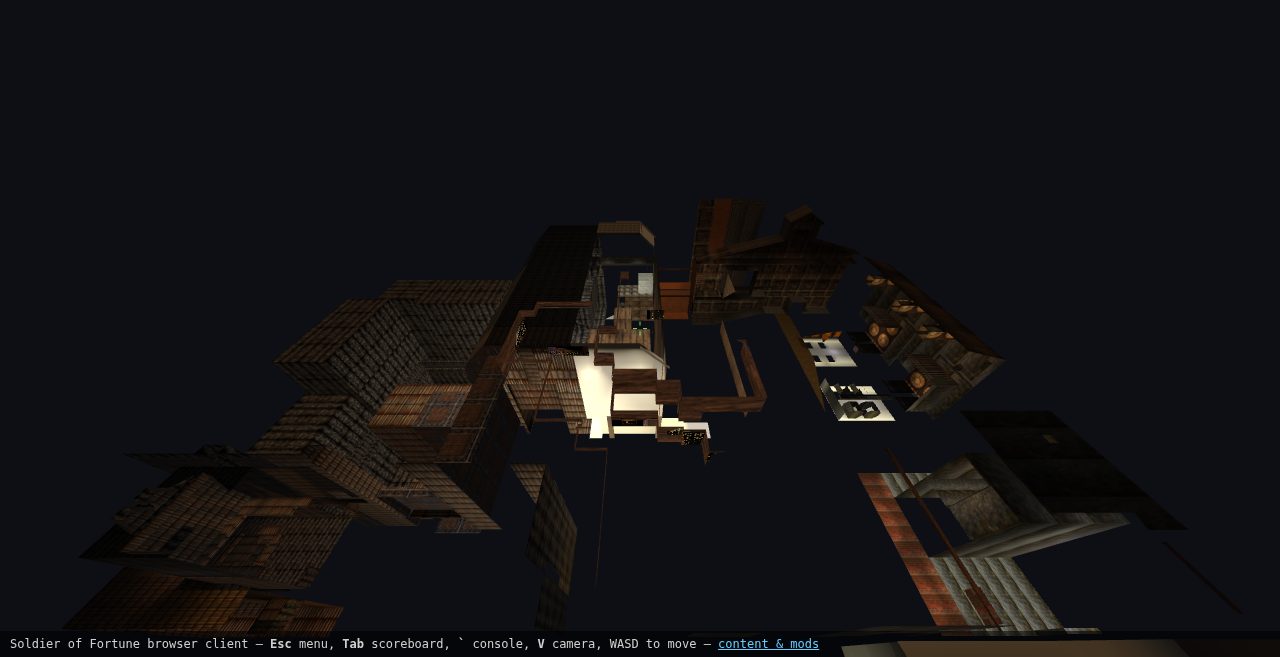 Soldier of Fortune browser client — Esc menu, Tab scoreboard, ` console, V camera, WASD to move — content & mods